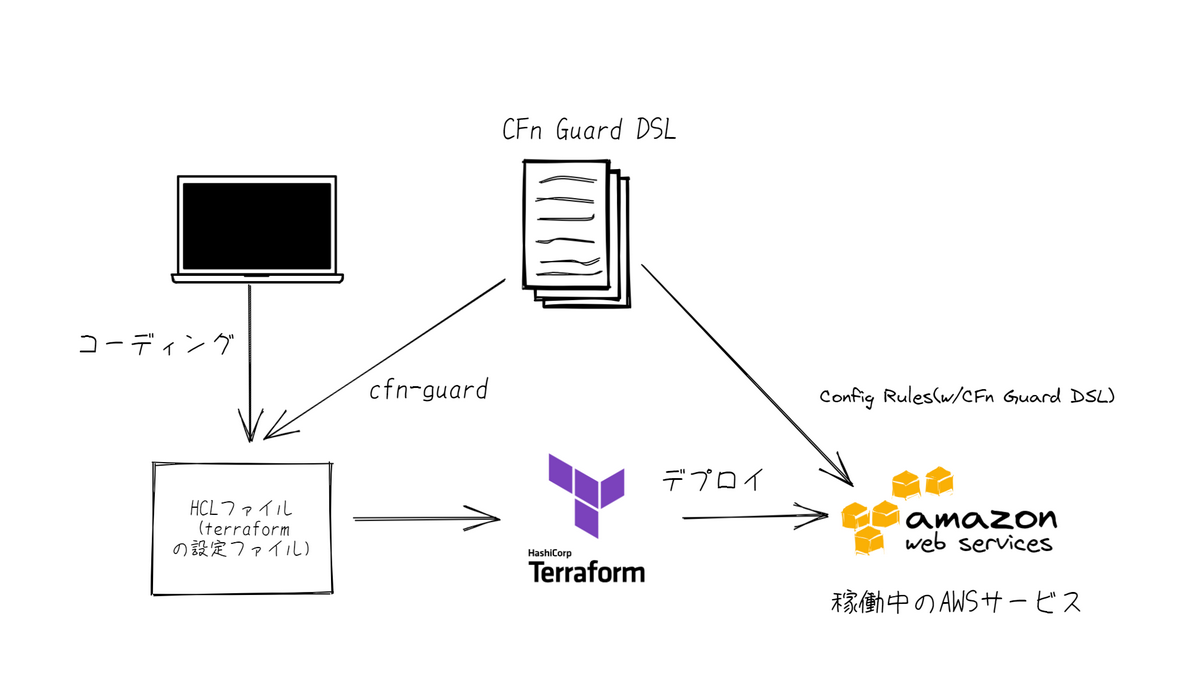 CFn Guard DSL
コーディング
cfn-guard
Config Rules(w/CFn Guard DSL)
HCLファイル
(terraform
の設定ファイル)
HashiCorp
Terraform
デプロイ
amazon
web services
稼働中のAWSサービス